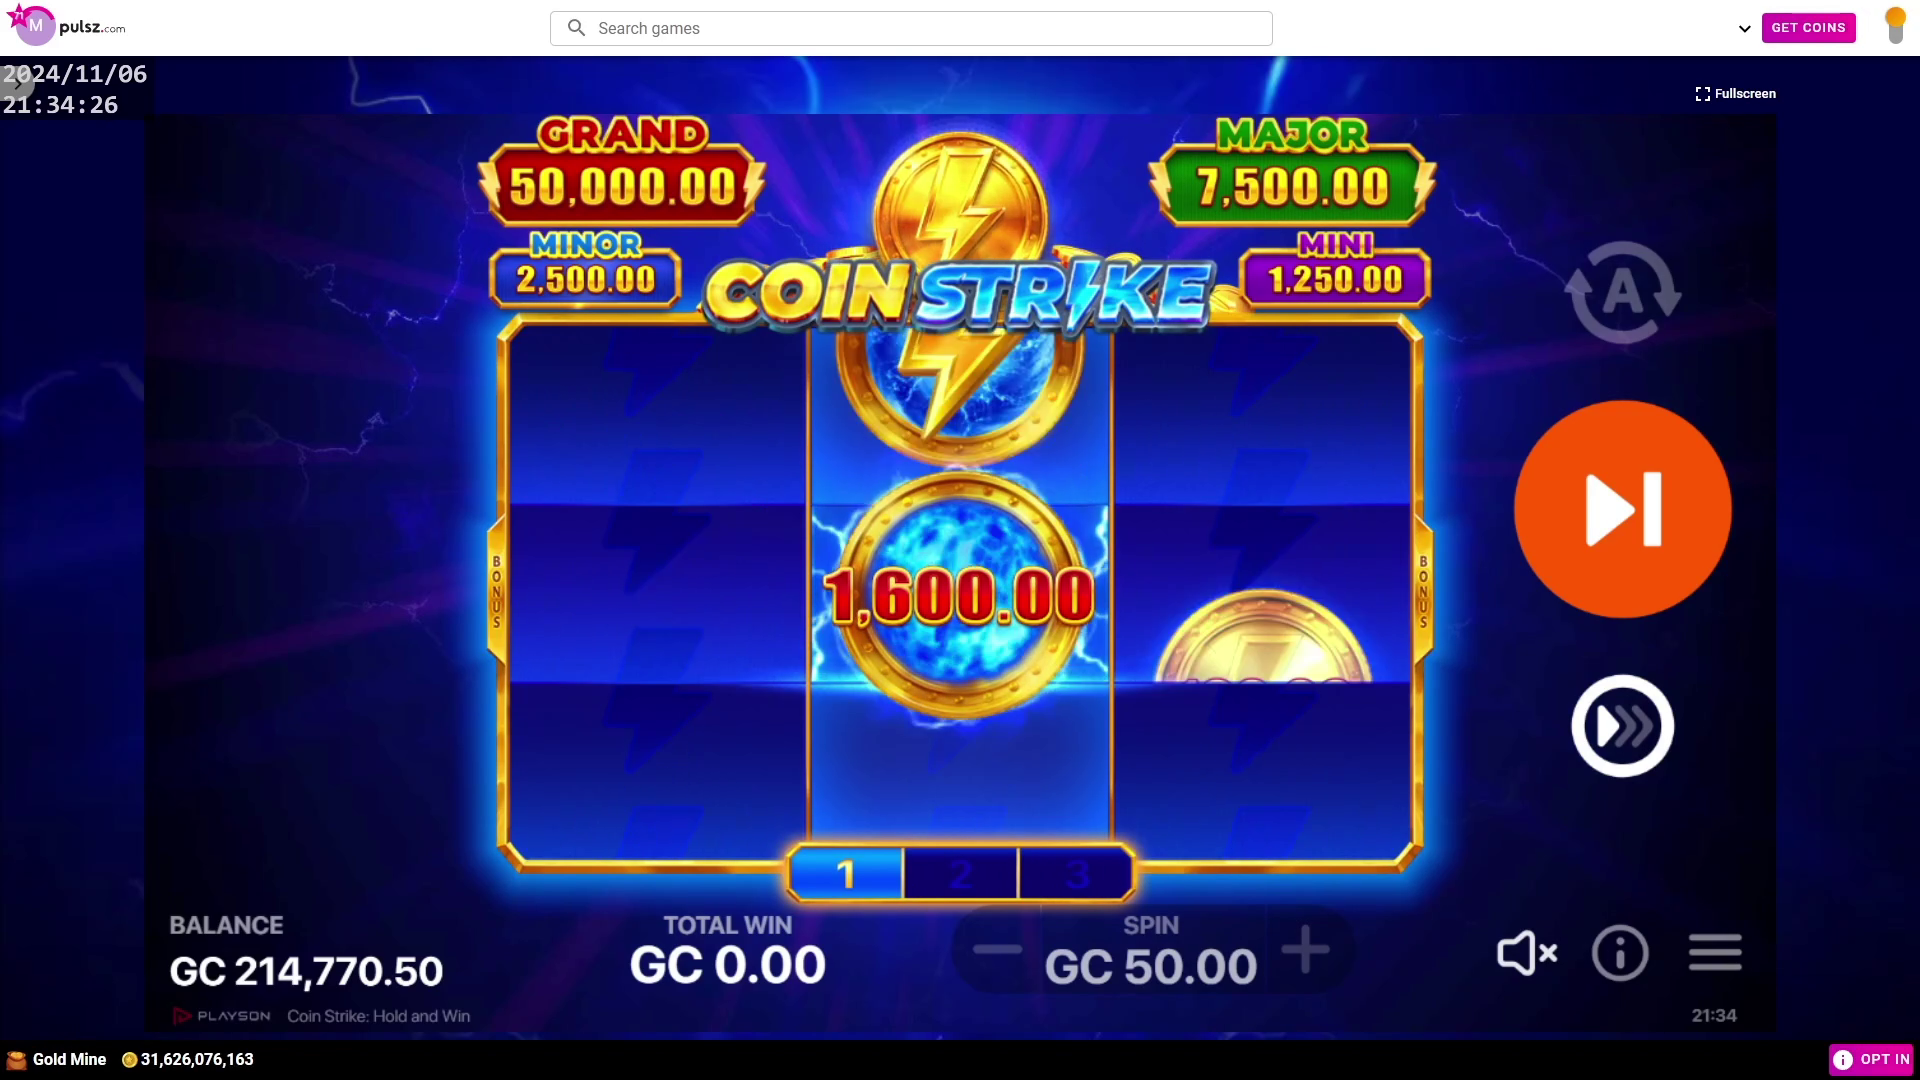 71
M
pulsz.com
Search games
GET COINS
2024/11/06
21:34:26
Fullscreen
GRAND
50,000.00
MAJOR
7,500.00
MINOR
2,500.00
MINI
1,250.00
COIN STRIKE
BONUS
1,600.00
BONUS
1 2 3
BALANCE
GC 214,770.50
TOTAL WIN
GC 0.00
SPIN
GC 50.00
PLAYSON
Coin Strike: Hold and Win
21:34
Gold Mine
31,626,076,163
OPT IN